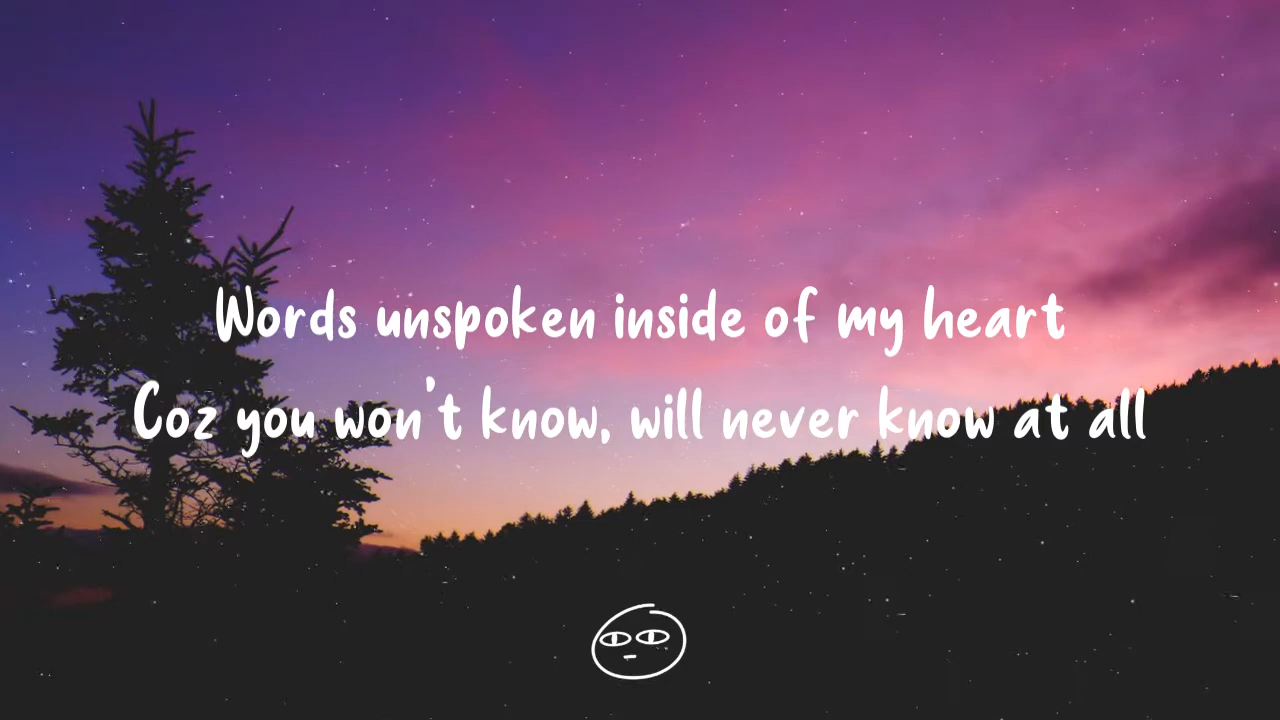 Words unspoken inside of my heart
Coz you won't know, will never know at all